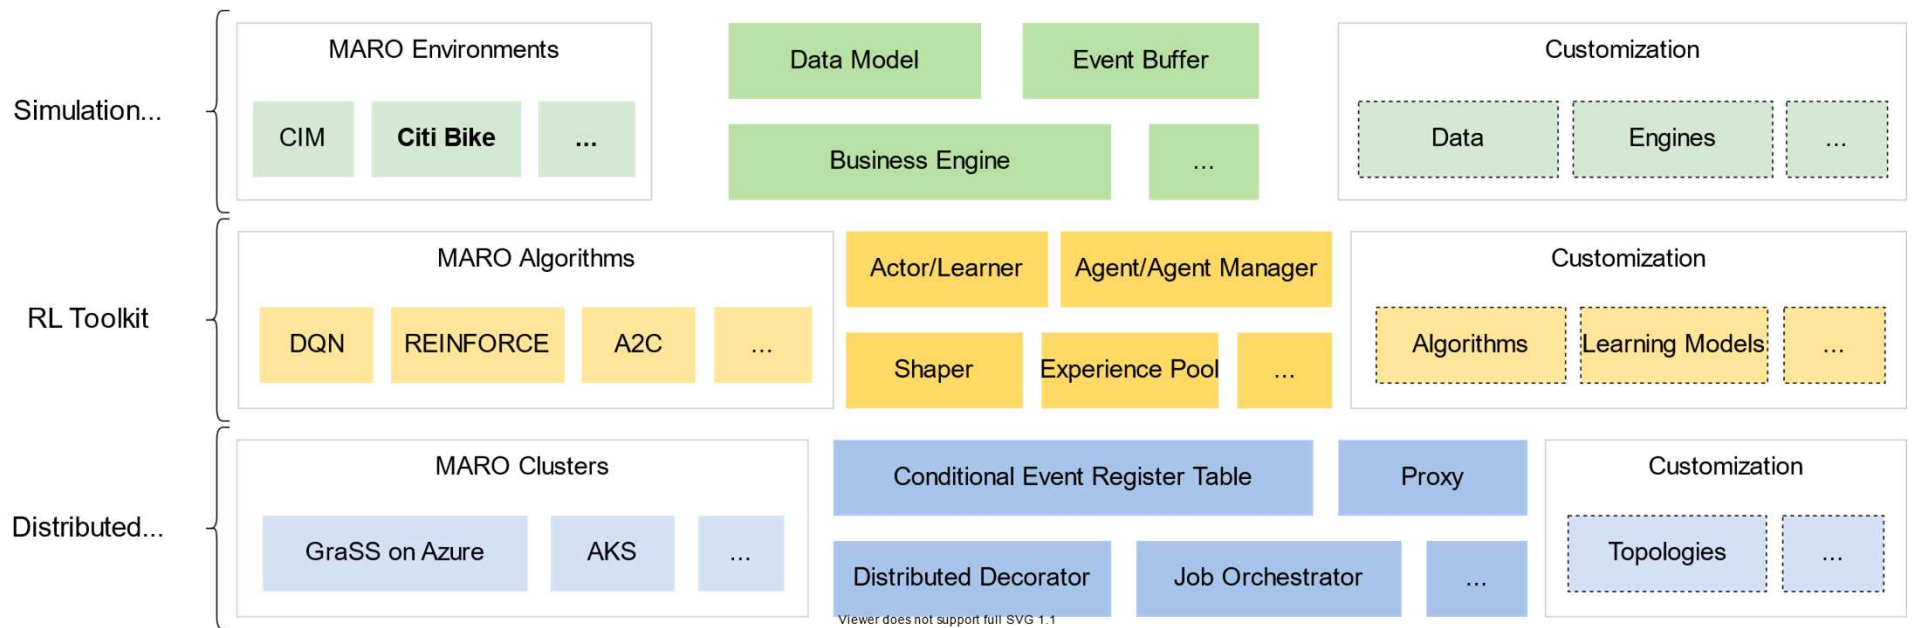 MARO Environments
Data Model
Event Buffer
Customization
Simulation...
CIM
Citi Bike
...
Data
Engines
...
Business Engine
...
MARO Algorithms
Actor/Learner
Agent/Agent Manager
Customization
RL Toolkit
DQN
REINFORCE
A2C
...
Shaper
Experience Pool
...
Algorithms
Learning Models
...
MARO Clusters
Conditional Event Register Table
Proxy
Customization
Distributed...
GraSS on Azure
AKS
...
Distributed Decorator
Job Orchestrator
...
Topologies
...
Viewer does not support full SVG 1.1